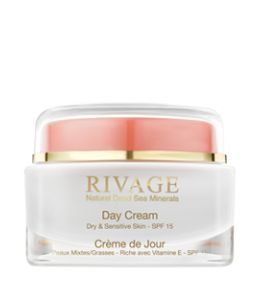 RIVAGE
Natural Dead Sea Minerals
Day Cream
Dry & Sensitive Skin - SPF 15
Crème de Jour
Peaux Mixtes/Grasses - Riche avec Vitamine E - SPF